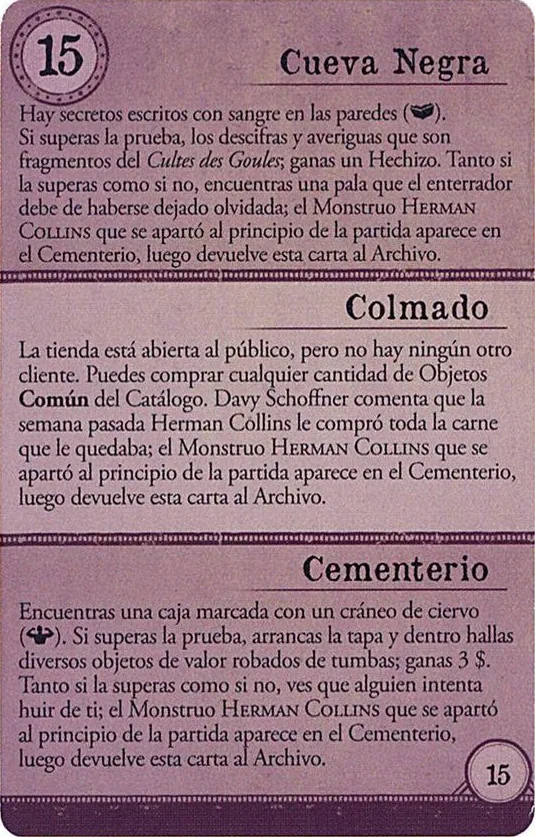 15
Cueva Negra
Hay secretos escritos con sangre en las paredes ( ).
Si superas la prueba, los descifras y averiguas que son
fragmentos del Cultes des Goules; ganas un Hechizo. Tanto si
la superas como si no, encuentras una pala que el enterrador
debe de haberse dejado olvidada; el Monstruo HERMAN
COLLINS que se apartó al principio de la partida aparece en
el Cementerio, luego devuelve esta carta al Archivo.
Colmado
La tienda está abierta al público, pero no hay ningún otro
cliente. Puedes comprar cualquier cantidad de Objetos
Común del Catálogo. Davy Schoffner comenta que la
semana pasada Herman Collins le compró toda la carne
que le quedaba; el Monstruo HERMAN COLLINS que se
apartó al principio de la partida aparece en el Cementerio,
luego devuelve esta carta al Archivo.
Cementerio
Encuentras una caja marcada con un cráneo de ciervo
( ). Si superas la prueba, arrancas la tapa y dentro hallas
diversos objetos de valor robados de tumbas; ganas 3 $.
Tanto si la superas como si no, ves que alguien intenta
huir de ti; el Monstruo HERMAN COLLINS que se apartó
al principio de la partida aparece en el Cementerio,
luego devuelve esta carta al Archivo.
15